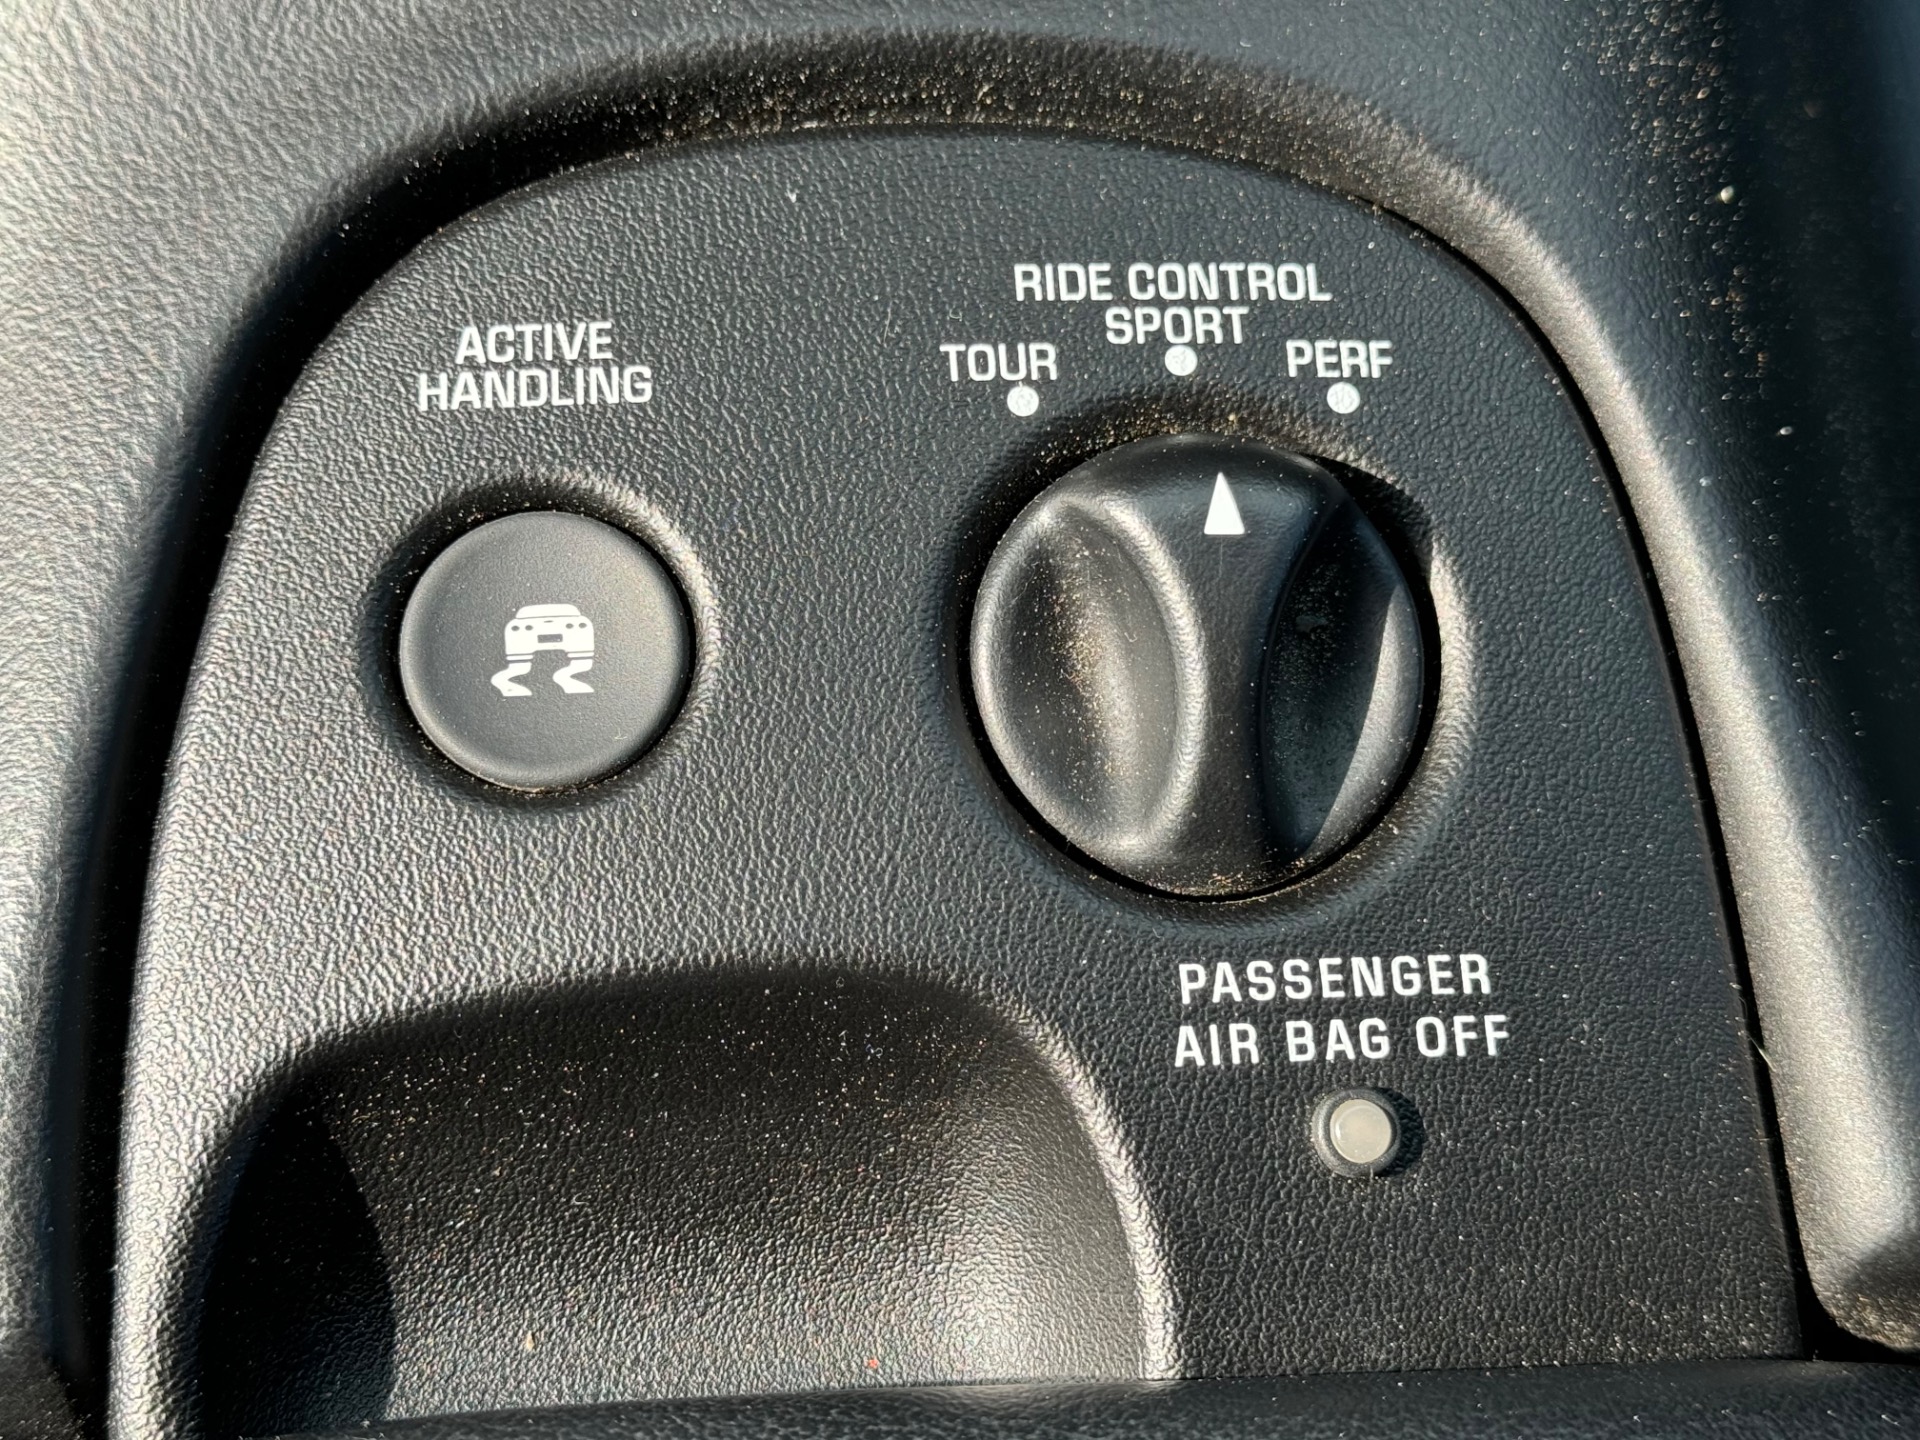 ACTIVE
HANDLING
RIDE CONTROL
SPORT
TOUR
PERF
PASSENGER
AIR BAG OFF